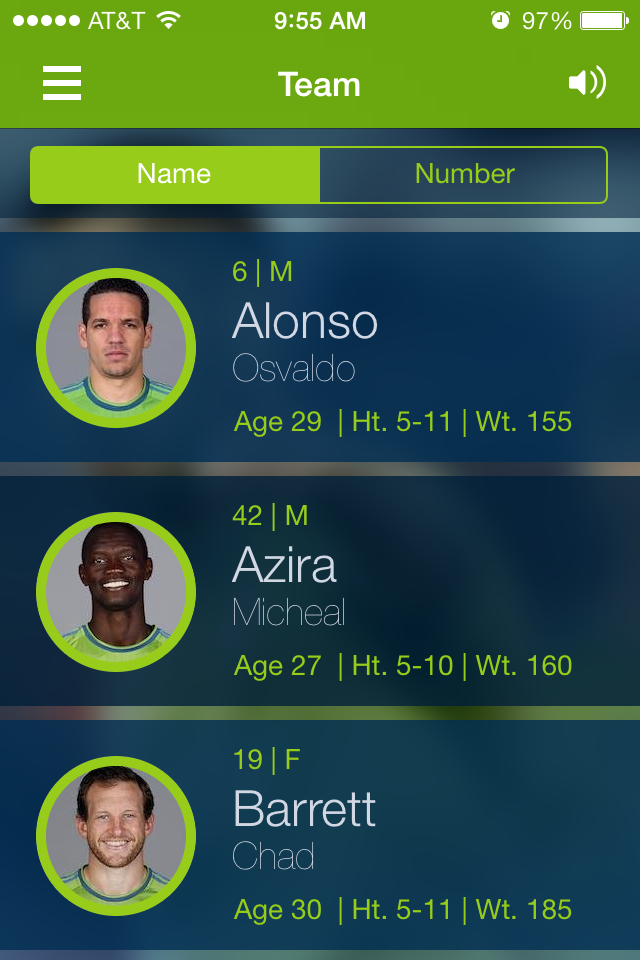 AT&T 9:55 AM 97%
Team
Name Number
6 | M
Alonso
Osvaldo
Age 29 | Ht. 5-11 | Wt. 155
42 | M
Azira
Micheal
Age 27 | Ht. 5-10 | Wt. 160
19 | F
Barrett
Chad
Age 30 | Ht. 5-11 | Wt. 185